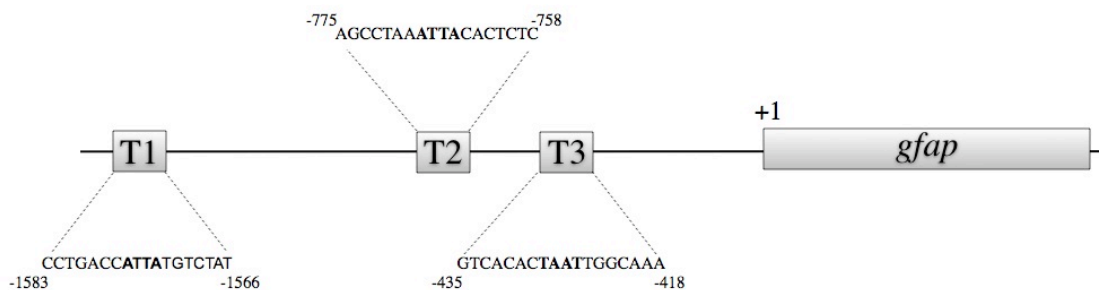 -775 AGCCTAAATTACACTCTC -758
+1
T1 T2 T3 gfap
CCTGACCATTATGTCTAT GTCACACTAATTGGCAAA
-1583 -1566 -435 -418